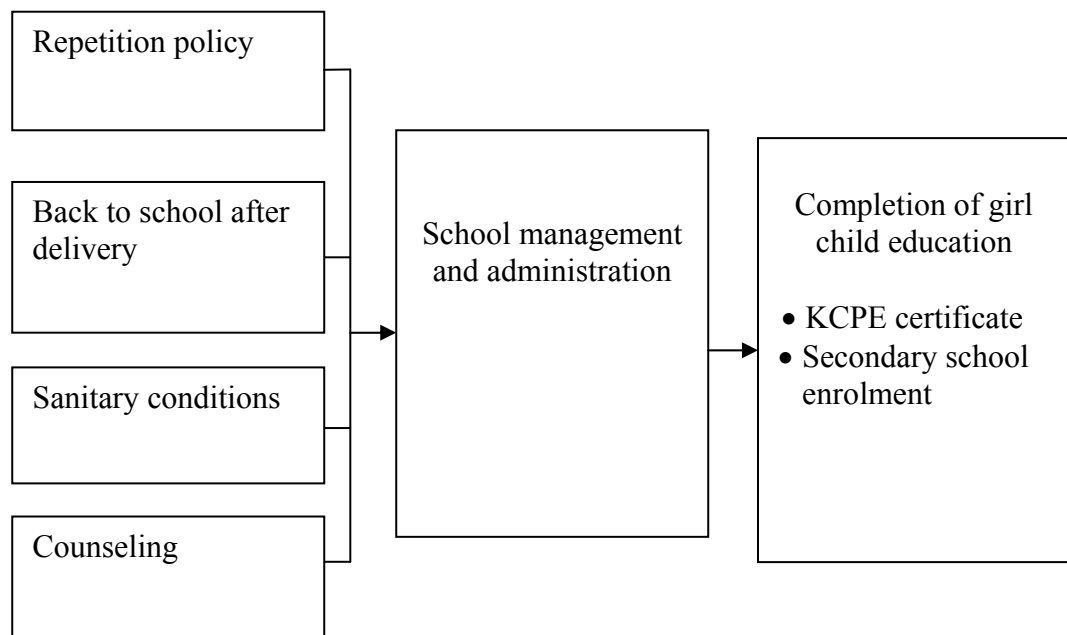 Repetition policy
Back to school after
delivery
Sanitary conditions
Counseling
School management
and administration
Completion of girl
child education
• KCPE certificate
• Secondary school
enrolment